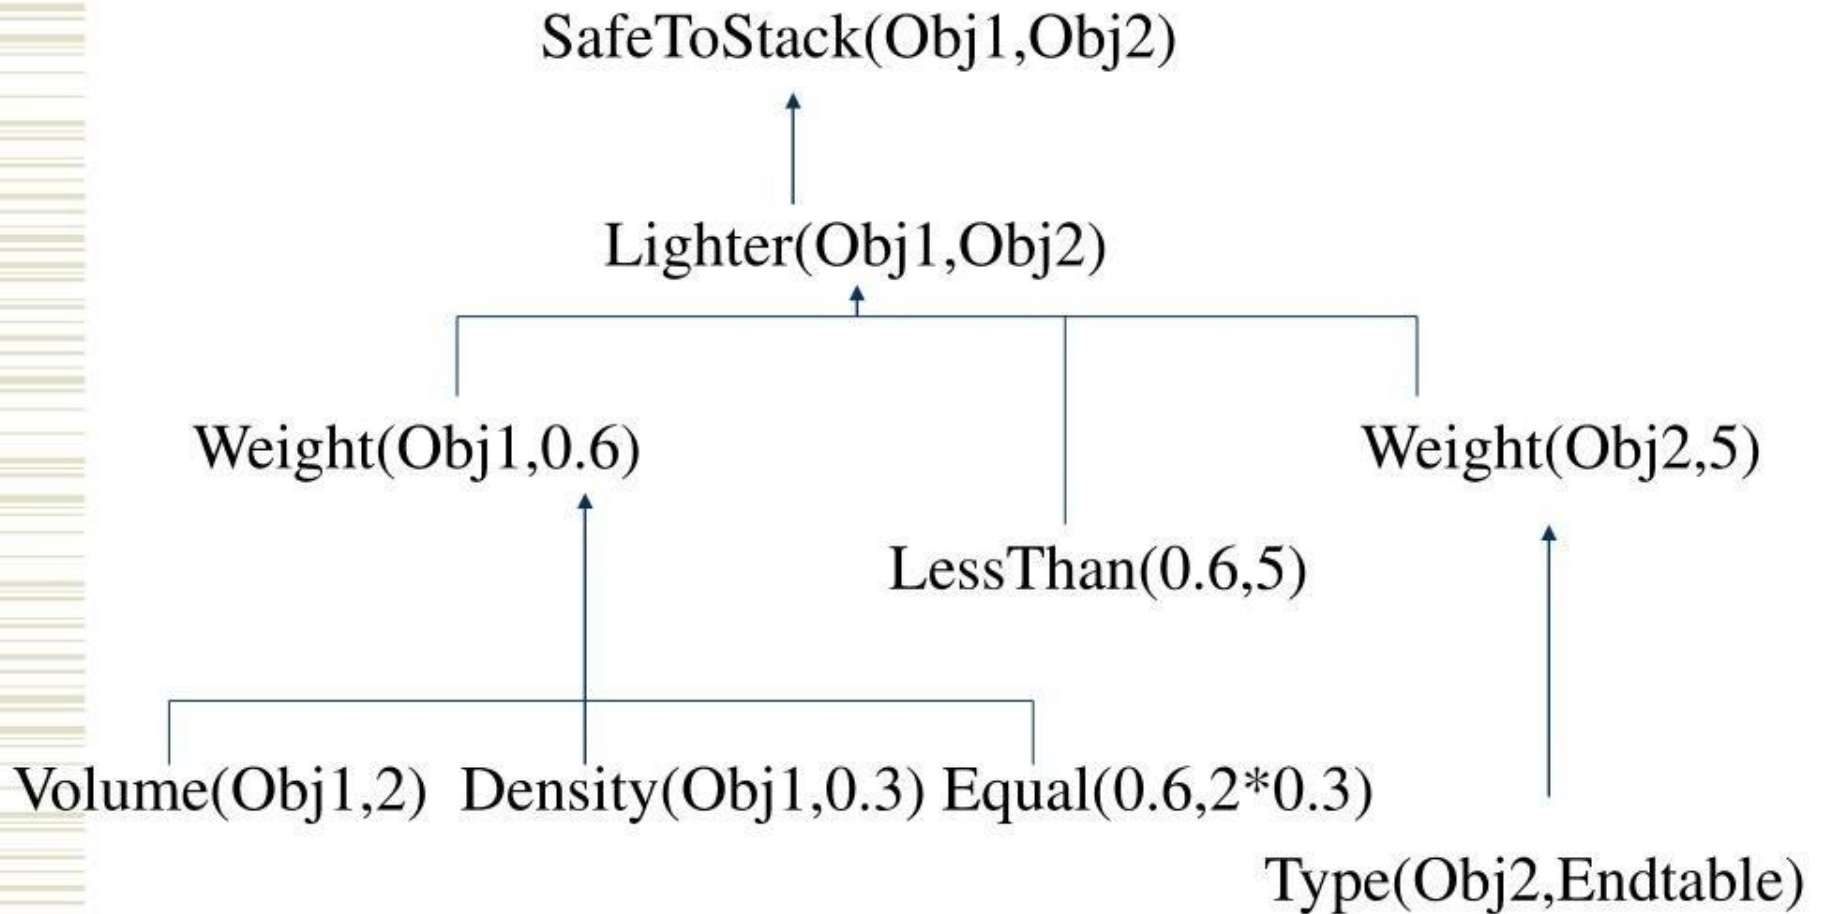 SafeToStack(Obj1,Obj2)
Lighter(Obj1,Obj2)
Weight(Obj1,0.6)
Weight(Obj2,5)
LessThan(0.6,5)
Volume(Obj1,2) Density(Obj1,0.3) Equal(0.6,2*0.3)
Type(Obj2,Endtable)